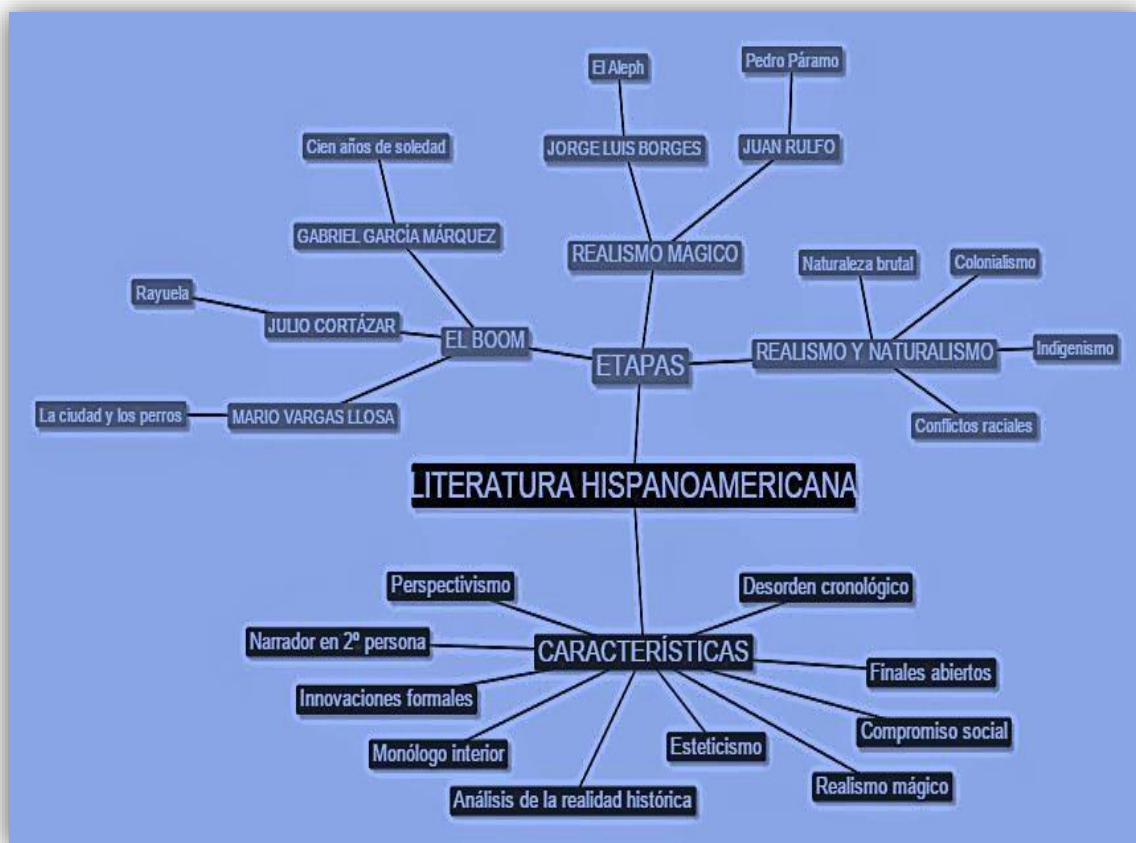 El Aleph
Pedro Páramo
Cien años de soledad
JORGE LUIS BORGES
JUAN RULFO
GABRIEL GARCÍA MÁRQUEZ
REALISMO MAGICO
Naturaleza brutal
Colonialismo
Rayuela
JULIO CORTÁZAR
EL BOOM
ETAPAS
REALISMO Y NATURALISMO
Indigenismo
La ciudad y los perros
MARIO VARGAS LLOSA
Conflictos raciales
LITERATURA HISPANOAMERICANA
Perspectivismo
Desorden cronológico
Narrador en 2º persona
CARACTERÍSTICAS
Finales abiertos
Innovaciones formales
Compromiso social
Monólogo interior
Esteticismo
Realismo mágico
Análisis de la realidad histórica